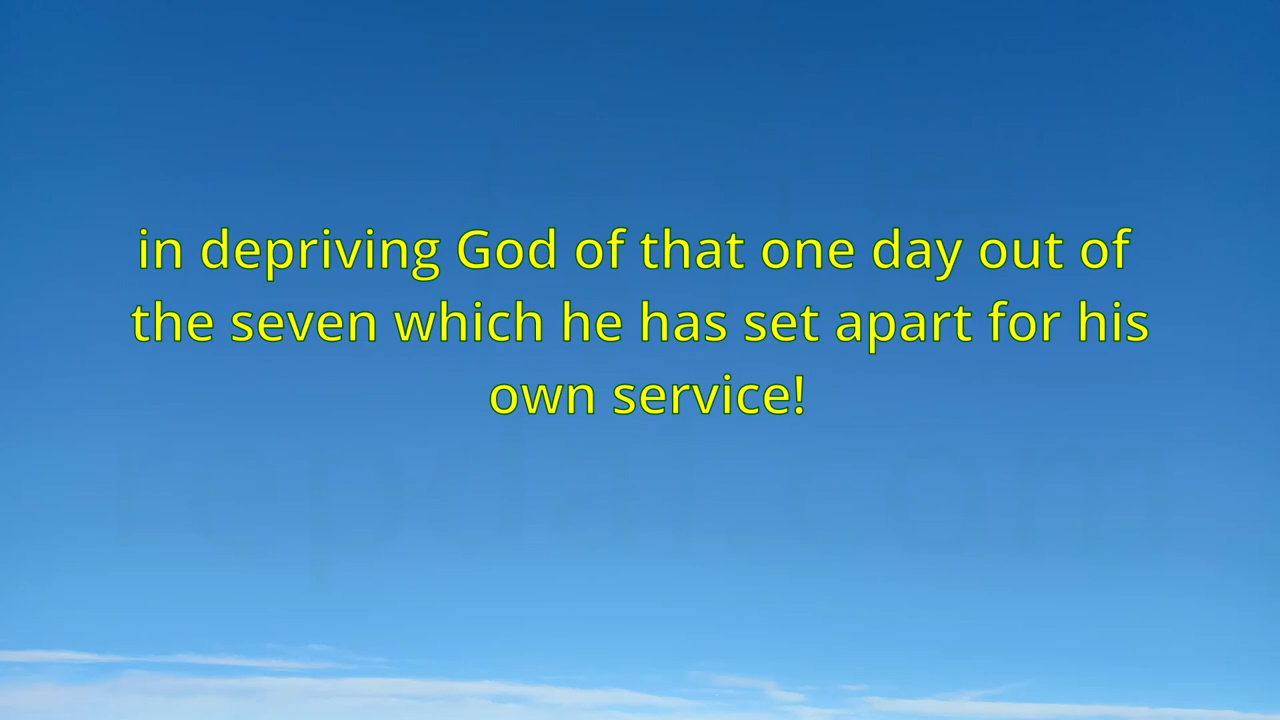 in depriving God of that one day out of
the seven which he has set apart for his
own service!